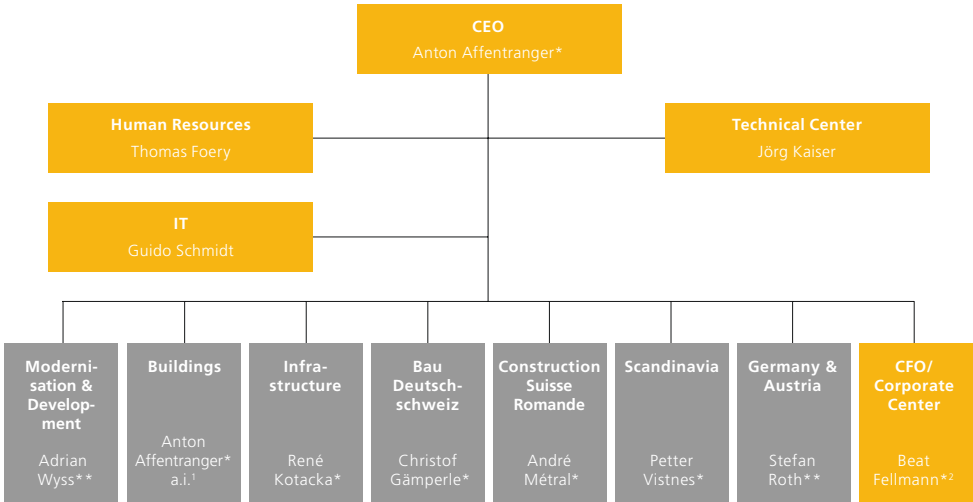 CEO
Anton Affentranger*
Human Resources
Thomas Foery
Technical Center
Jörg Kaiser
IT
Guido Schmidt
Moderni-
sation &
Develop-
ment
Adrian
Wyss**
Buildings
Anton
Affentranger*
a.i.¹
Infra-
structure
René
Kotacka*
Bau
Deutsch-
schweiz
Christof
Gämperle*
Construction
Suisse
Romande
André
Métral*
Scandinavia
Petter
Vistnes*
Germany &
Austria
Stefan
Roth**
CFO/
Corporate
Center
Beat
Fellmann*²